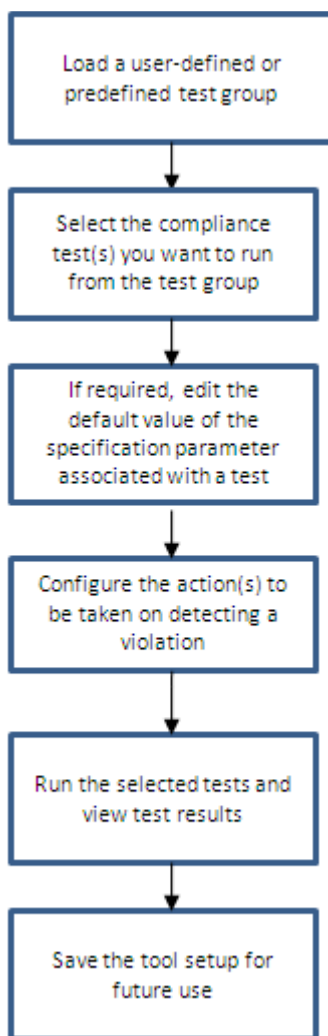 Load a user-defined or
predefined test group
Select the compliance
test(s) you want to run
from the test group
If required, edit the
default value of the
specification parameter
associated with a test
Configure the action(s) to
be taken on detecting a
violation
Run the selected tests and
view test results
Save the tool setup for
future use